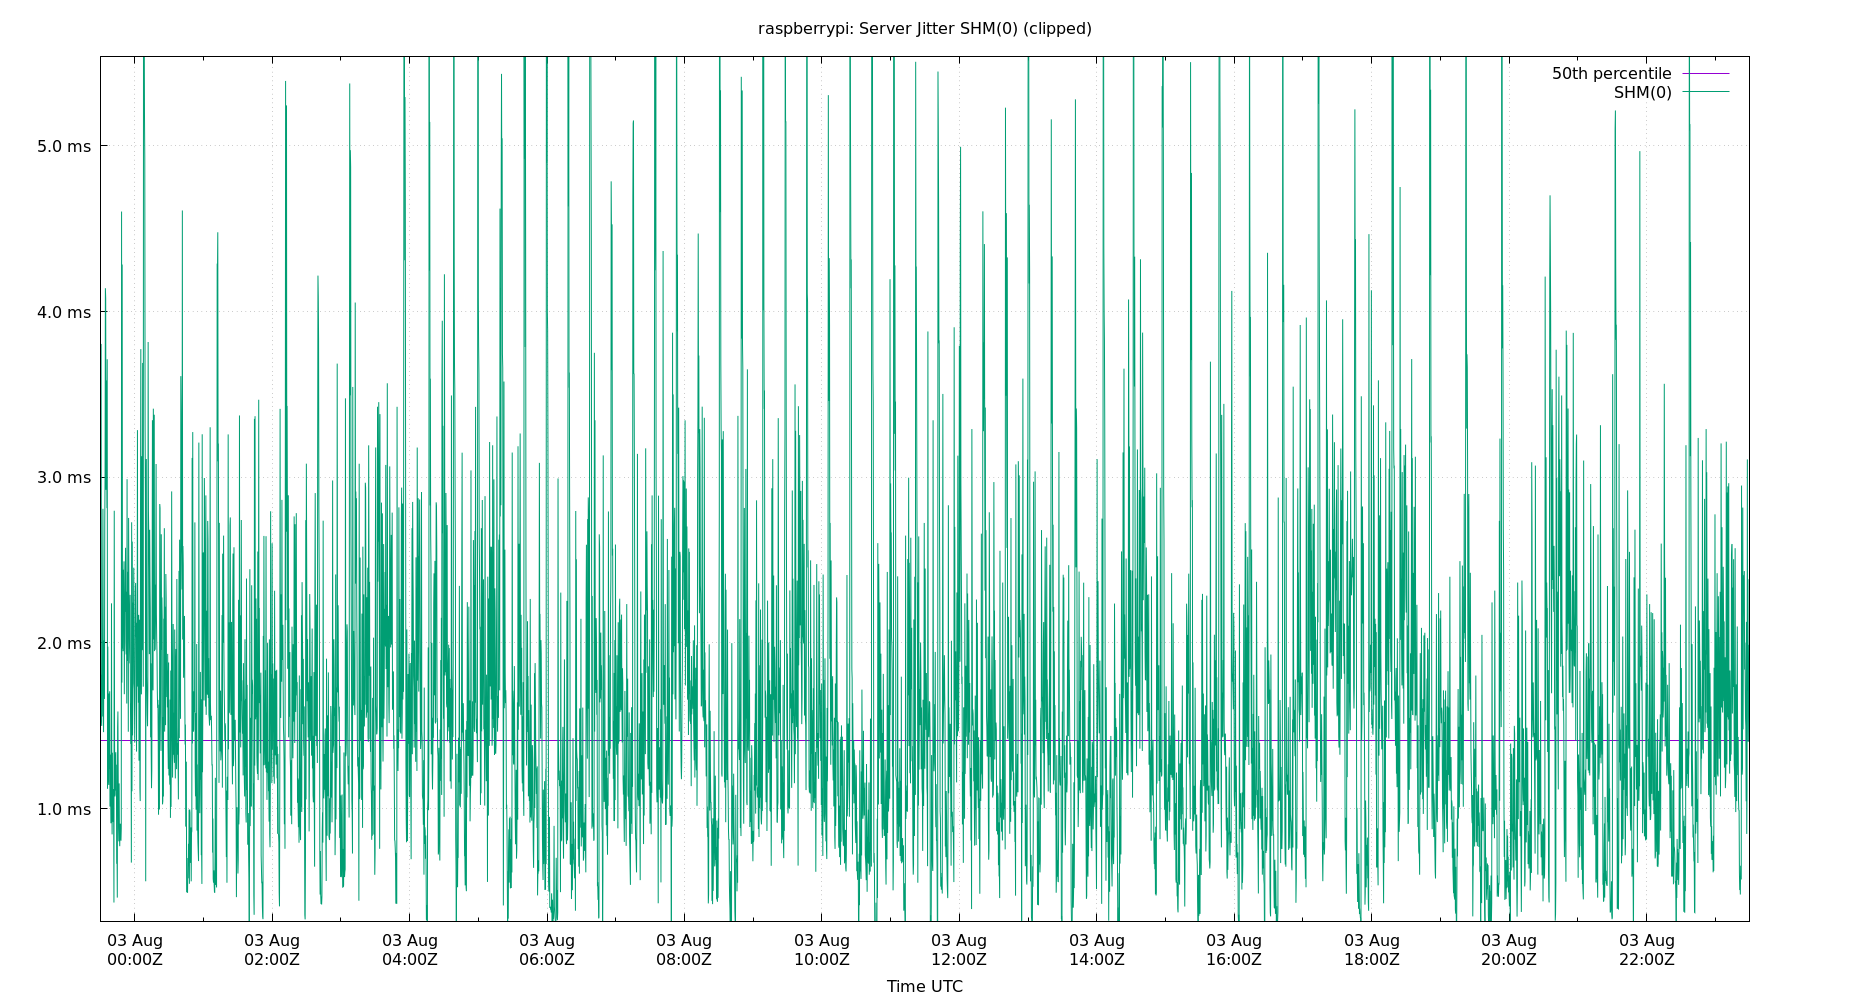 raspberrypi: Server Jitter SHM(0) (clipped)
50th percentile
SHM(0)
5.0 ms
4.0 ms
3.0 ms
2.0 ms
1.0 ms
03 Aug 03 Aug 03 Aug 03 Aug 03 Aug 03 Aug 03 Aug 03 Aug 03 Aug 03 Aug 03 Aug 03 Aug
00:00Z 02:00Z 04:00Z 06:00Z 08:00Z 10:00Z 12:00Z 14:00Z 16:00Z 18:00Z 20:00Z 22:00Z
Time UTC